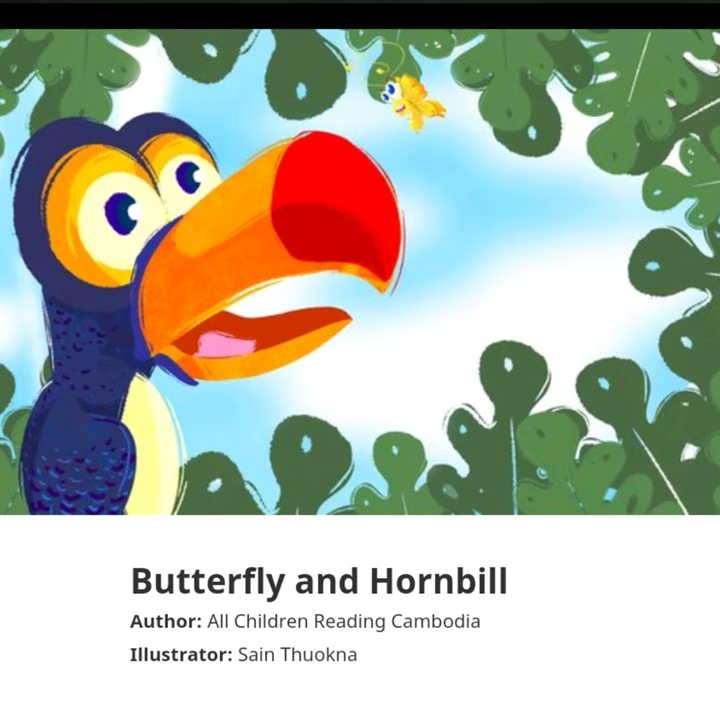 Butterfly and Hornbill
Author: All Children Reading Cambodia
Illustrator: Sain Thuokna